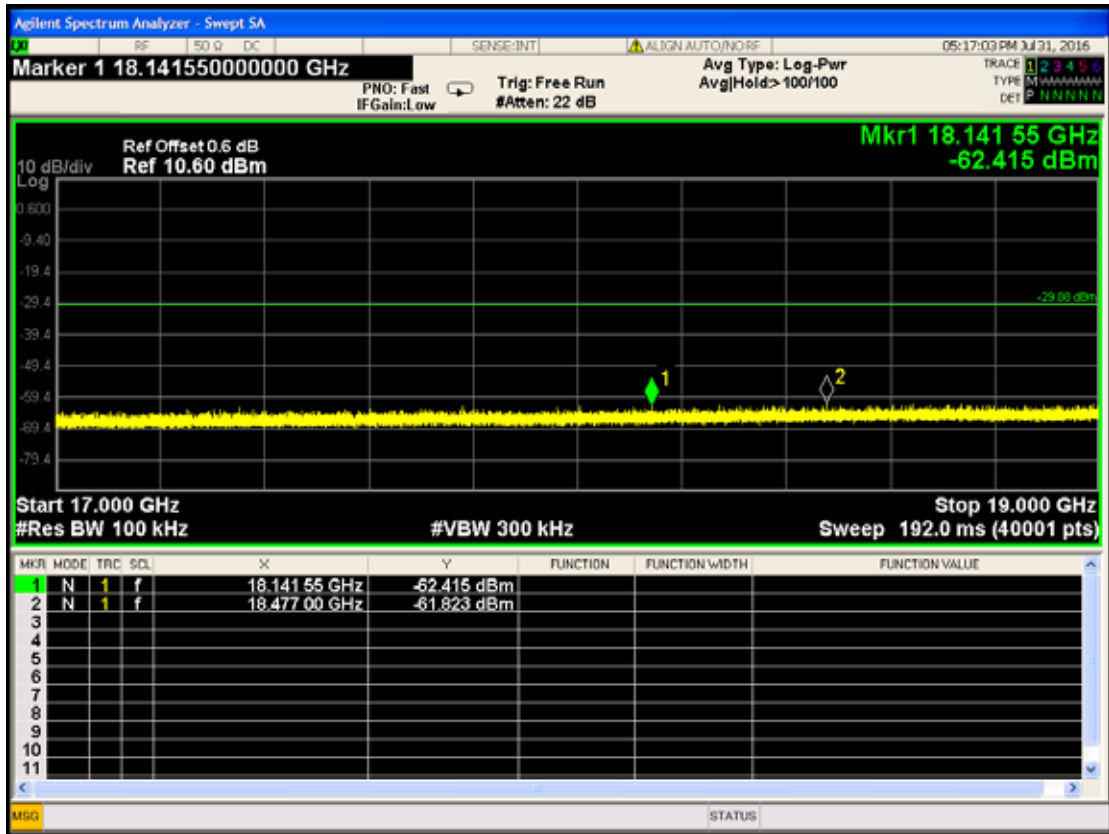 Agilent Spectrum Analyzer - Swept SA
LXI RF 50 Ω DC SENSE:INT ALIGN AUTO/NO RF 05:17:03 PM Jul 31, 2016
Marker 1 18.141550000000 GHz
PNO: Fast
IFGain:Low
Trig: Free Run
#Atten: 22 dB
Avg Type: Log-Pwr
Avg|Hold:>100/100
TRACE 1 2 3 4 5 6
TYPE M W W W W W
DET P N N N N N
Mkr1 18.141 55 GHz
-62.415 dBm
Ref Offset 0.6 dB
10 dB/div Ref 10.60 dBm
Log
0.600
-9.40
-19.4
-29.4
-29.88 dBm
-39.4
-49.4
-59.4
-69.4
-79.4
1
2
Start 17.000 GHz Stop 19.000 GHz
#Res BW 100 kHz #VBW 300 kHz Sweep 192.0 ms (40001 pts)
MKR MODE TRC SCL X Y FUNCTION FUNCTION WIDTH FUNCTION VALUE
1 N 1 f 18.141 55 GHz -62.415 dBm
2 N 1 f 18.477 00 GHz -61.823 dBm
3
4
5
6
7
8
9
10
11
MSG STATUS